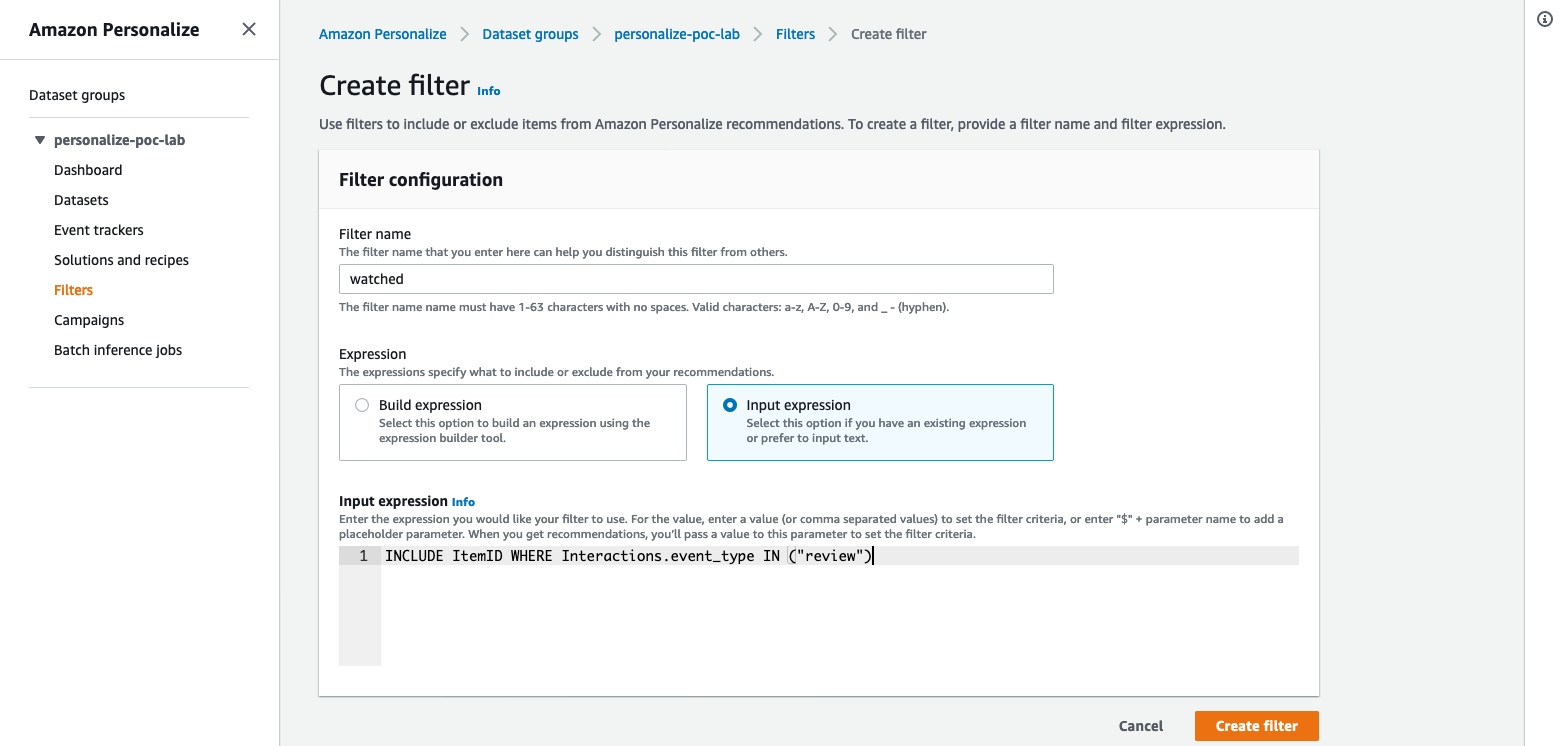 Amazon Personalize
Dataset groups
personalize-poc-lab
Dashboard
Datasets
Event trackers
Solutions and recipes
Filters
Campaigns
Batch inference jobs
Amazon Personalize > Dataset groups > personalize-poc-lab > Filters > Create filter
Create filter Info
Use filters to include or exclude items from Amazon Personalize recommendations. To create a filter, provide a filter name and filter expression.
Filter configuration
Filter name
The filter name that you enter here can help you distinguish this filter from others.
watched
The filter name name must have 1-63 characters with no spaces. Valid characters: a-z, A-Z, 0-9, and _ - (hyphen).
Expression
The expressions specify what to include or exclude from your recommendations.
Build expression
Select this option to build an expression using the
expression builder tool.
Input expression
Select this option if you have an existing expression
or prefer to input text.
Input expression Info
Enter the expression you would like your filter to use. For the value, enter a value (or comma separated values) to set the filter criteria, or enter "$" + parameter name to add a
placeholder parameter. When you get recommendations, you'll pass a value to this parameter to set the filter criteria.
1 INCLUDE ItemID WHERE Interactions.event_type IN ("review")
Cancel
Create filter